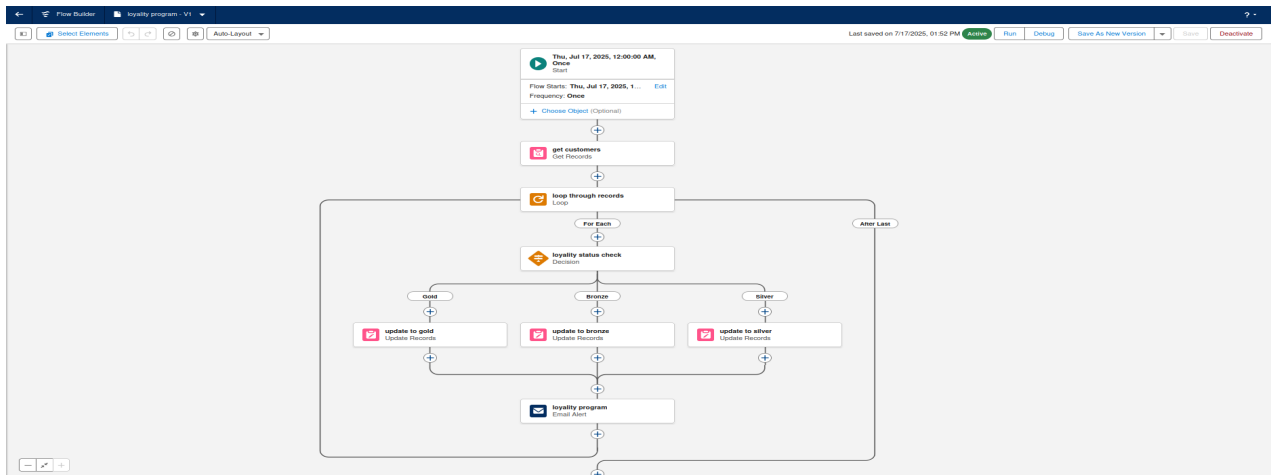 Flow Builder
loyality program - V1
?
Select Elements
Auto-Layout
Last saved on 7/17/2025, 01:52 PM
Active
Run
Debug
Save As New Version
Save
Deactivate
Thu, Jul 17, 2025, 12:00:00 AM,
Once
Start
Flow Starts: Thu, Jul 17, 2025, 1...
Edit
Frequency: Once
+ Choose Object (Optional)
get customers
Get Records
loop through records
Loop
For Each
After Last
loyality status check
Decision
Gold
Bronze
Silver
update to gold
Update Records
update to bronze
Update Records
update to silver
Update Records
loyality program
Email Alert